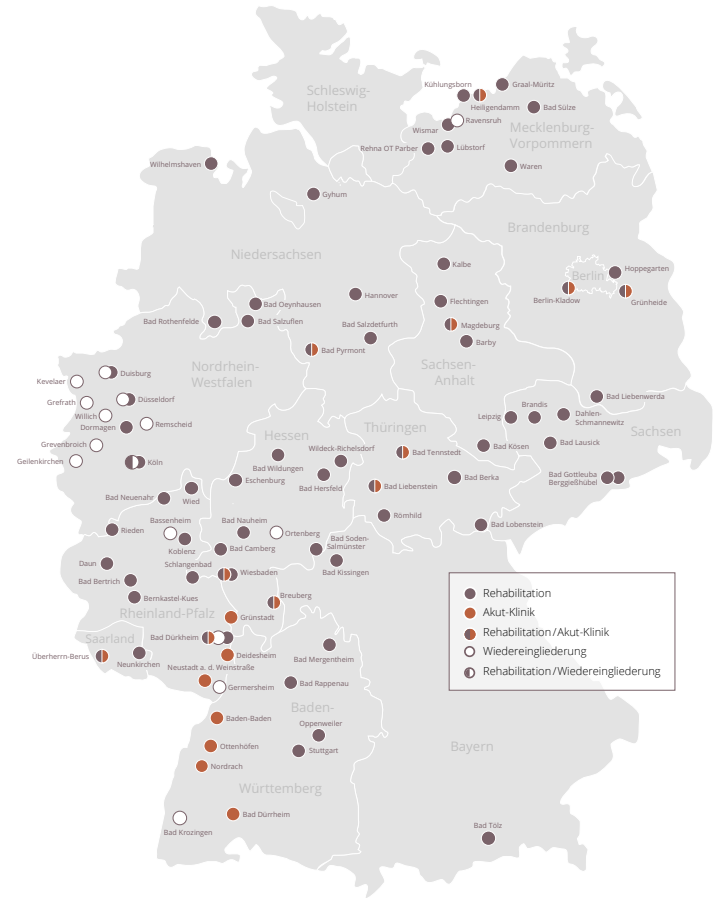 Schleswig-
Holstein
Kühlungsborn
Graal-Müritz
Heiligendamm
Bad Sülze
Ravensruh
Wismar
Mecklenburg-
Vorpommern
Rehna OT Parber
Lübstorf
Wilhelmshaven
Waren
Gyhum
Brandenburg
Niedersachsen
Kalbe
Berlin
Hoppegarten
Berlin-Kladow
Grünheide
Hannover
Flechtingen
Bad Oeynhausen
Bad Rothenfelde
Bad Salzuflen
Bad Salzdetfurth
Magdeburg
Barby
Bad Pyrmont
Nordrhein-
Westfalen
Sachsen-
Anhalt
Duisburg
Kevelaer
Düsseldorf
Grefrath
Willich
Dormagen
Remscheid
Bad Liebenwerda
Brandis
Leipzig
Dahlen-
Schmannewitz
Sachsen
Thüringen
Hessen
Grevenbroich
Geilenkirchen
Köln
Wildeck-Richelsdorf
Bad Tennstedt
Bad Kösen
Bad Lausick
Bad Wildungen
Eschenburg
Bad Hersfeld
Bad Liebenstein
Bad Berka
Bad Gottleuba
Berggießhübel
Bad Neuenahr
Wied
Römhild
Bad Lobenstein
Rieden
Bassenheim
Koblenz
Bad Nauheim
Ortenberg
Bad Soden-
Salmünster
Bad Camberg
Bad Kissingen
Daun
Schlangenbad
Wiesbaden
Bad Bertrich
Bernkastel-Kues
Breuberg
Rheinland-Pfalz
Grünstadt
Saarland
Bad Dürkheim
Überherrn-Berus
Neunkirchen
Deidesheim
Neustadt a. d. Weinstraße
Germersheim
Bad Mergentheim
Bad Rappenau
Baden-
Baden-Baden
Oppenweiler
Ottenhöfen
Stuttgart
Nordrach
Württemberg
Bad Dürrheim
Bad Krozingen
Bayern
Bad Tölz
Rehabilitation
Akut-Klinik
Rehabilitation/Akut-Klinik
Wiedereingliederung
Rehabilitation/Wiedereingliederung